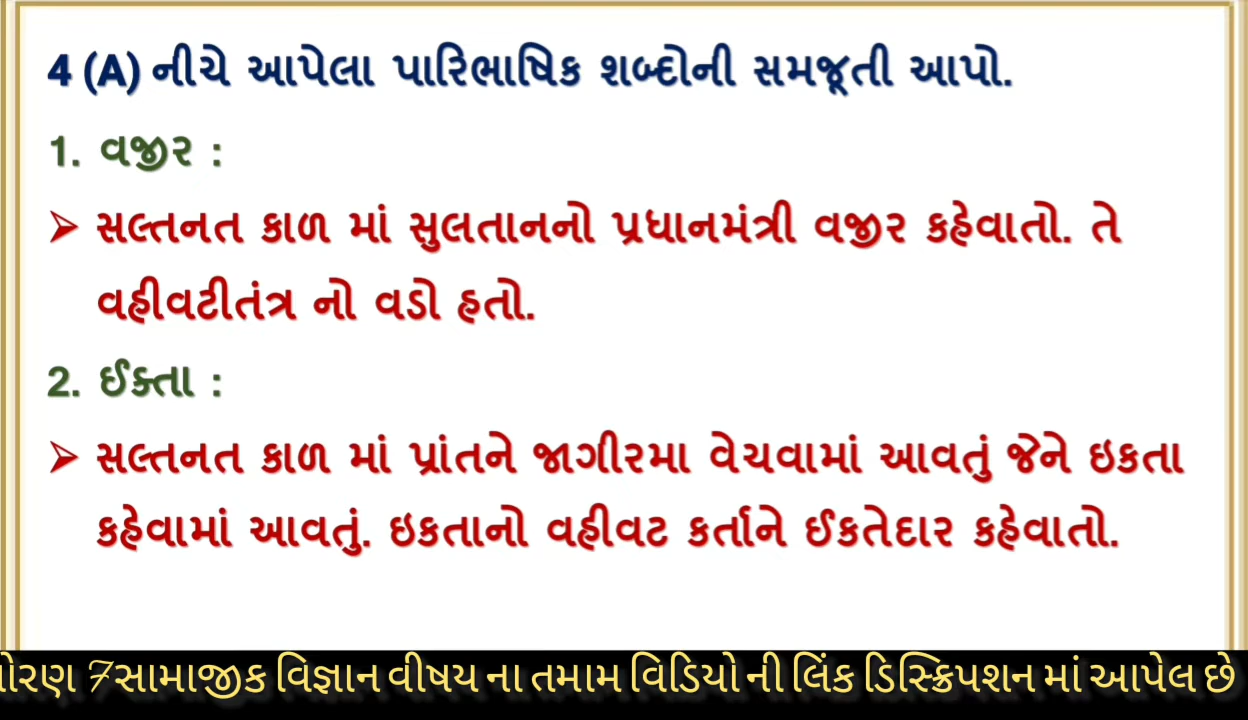 4 (A) નીચે આપેલા પારિભાષિક શબ્દોની સમજૂતી આપો.
1. વજીર :
➢ સલ્તનત કાળ માં સુલતાનનો પ્રધાનમંત્રી વજીર કહેવાતો. તે
વહીવટીતંત્ર નો વડો હતો.
2. ઈક્તા :
➢ સલ્તનત કાળ માં પ્રાંતને જાગીરમા વેચવામાં આવતું જેને ઇકતા
કહેવામાં આવતું. ઇકતાનો વહીવટ કર્તાને ઈકતેદાર કહેવાતો.
7સામાજીક વિજ્ઞાન વીષય ના તમામ વિડિયો ની લિંક ડિસ્ક્રિપશન માં આપેલ છે